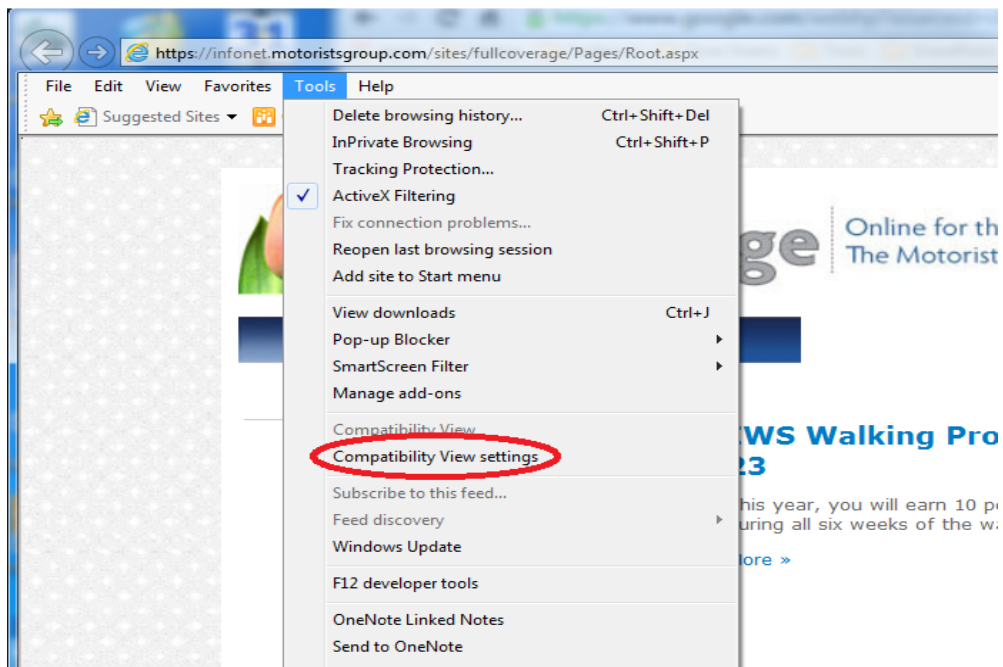 https://infonet.motoristsgroup.com/sites/fullcoverage/Pages/Root.aspx
File Edit View Favorites Tools Help
Suggested Sites
Delete browsing history... Ctrl+Shift+Del
InPrivate Browsing Ctrl+Shift+P
Tracking Protection...
ActiveX Filtering
Fix connection problems...
Reopen last browsing session
Add site to Start menu
View downloads Ctrl+J
Pop-up Blocker
SmartScreen Filter
Manage add-ons
Compatibility View
Compatibility View settings
Subscribe to this feed...
Feed discovery
Windows Update
F12 developer tools
OneNote Linked Notes
Send to OneNote
ge
Online for th
The Motorist
WS Walking Pro
23
his year, you will earn 10 p
uring all six weeks of the wa
lore »